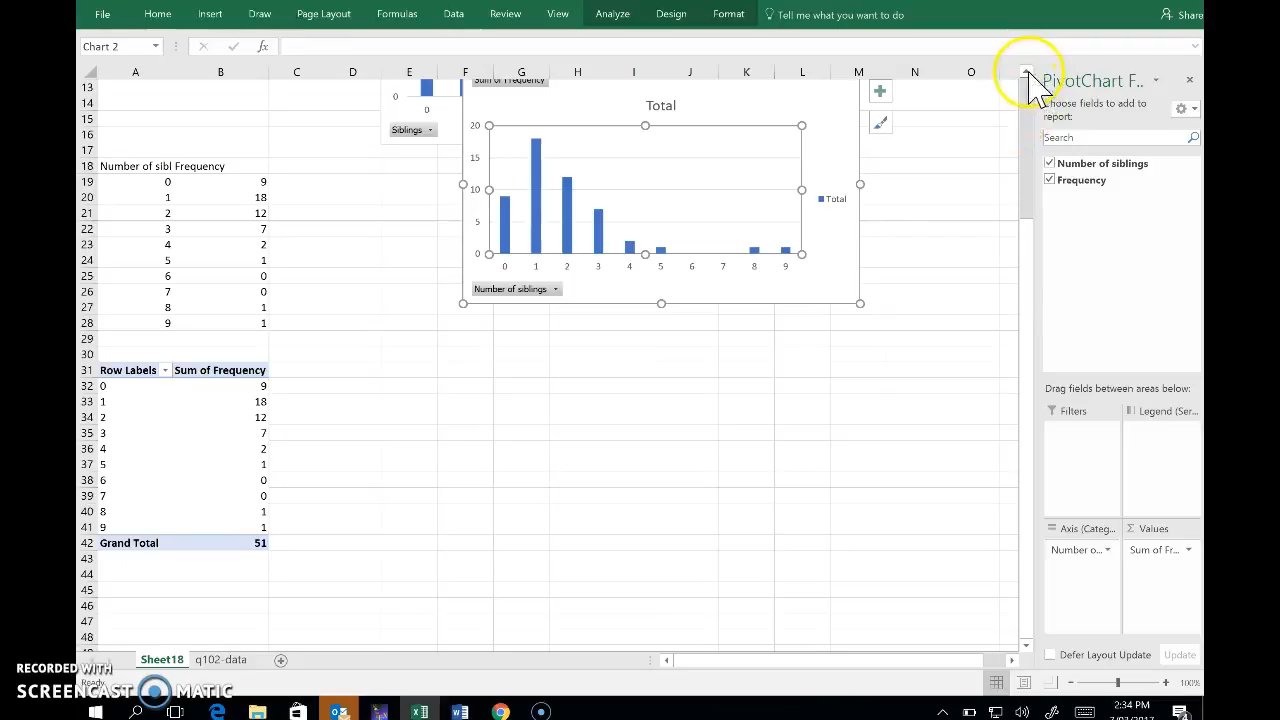 File Home Insert Draw Page Layout Formulas Data Review View Analyze Design Format Tell me what you want to do Share
Chart 2 fx
A B C D E F G H I J K L M N O
PivotChart F..
Choose fields to add to
report:
Search
Number of siblings
Frequency
Drag fields between areas below:
Filters Legend (Ser...
Axis (Categ... Values
Number o... Sum of Fr...
Defer Layout Update Update
Sum of Frequency
Total
20
15
10
5
0
0 1 2 3 4 5 6 7 8 9
Total
Number of siblings
0
0
Siblings
13
14
15
16
17
18 Number of sibl Frequency
19 0 9
20 1 18
21 2 12
22 3 7
23 4 2
24 5 1
25 6 0
26 7 0
27 8 1
28 9 1
29
30
31 Row Labels Sum of Frequency
32 0 9
33 1 18
34 2 12
35 3 7
36 4 2
37 5 1
38 6 0
39 7 0
40 8 1
41 9 1
42 Grand Total 51
43
44
45
46
47
48
Sheet18 q102-data
Ready 100%
RECORDED WITH
SCREENCAST MATIC
2:34 PM